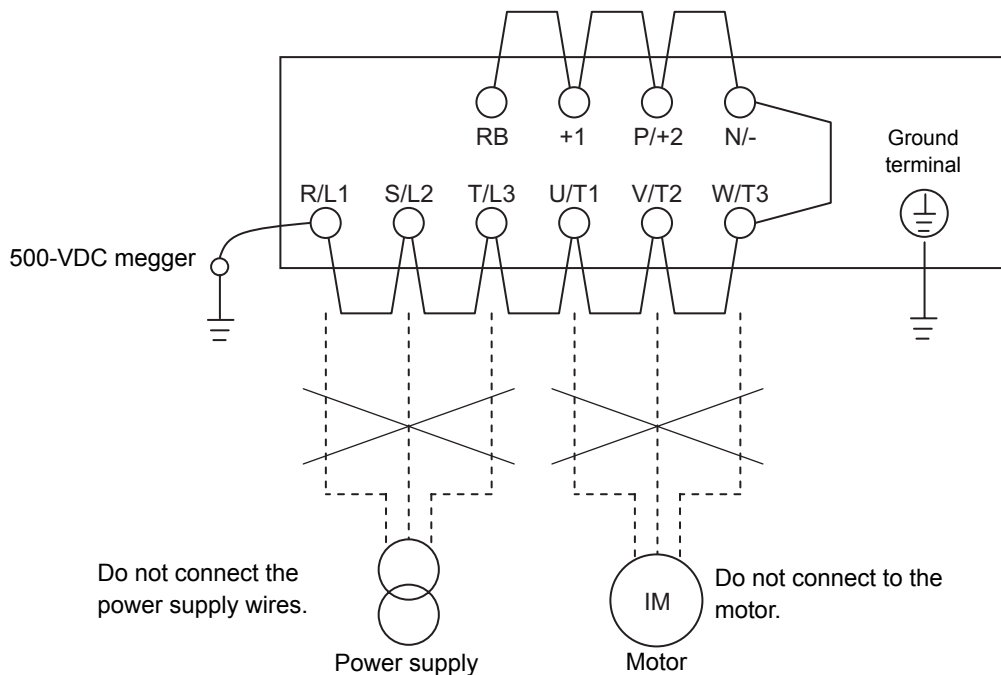 RB +1 P/+2 N/-
Ground
terminal
R/L1 S/L2 T/L3 U/T1 V/T2 W/T3
500-VDC megger
Do not connect the
power supply wires.
Power supply
IM
Motor
Do not connect to the
motor.